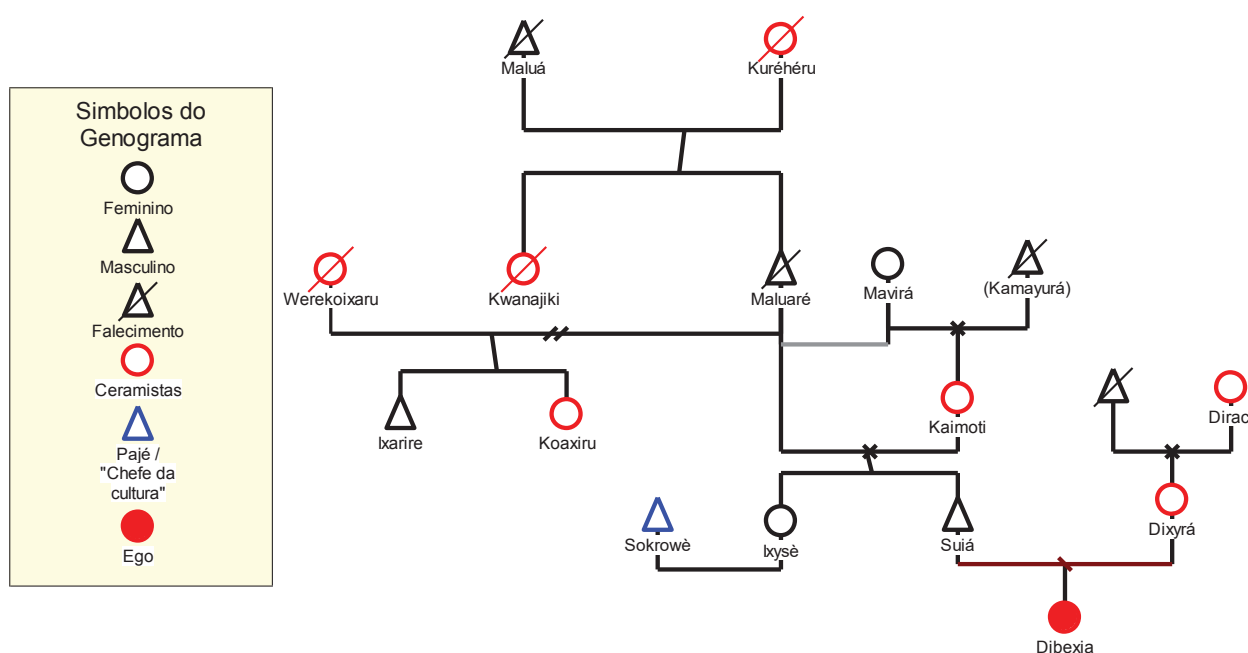 Simbolos do
Genograma
Feminino
Masculino
Falecimento
Ceramistas
Pajé /
"Chefe da
cultura"
Ego
Maluá
Kuréhéru
Werekoixaru
Kwanajiki
Maluaré
Mavirá
(Kamayurá)
Ixarire
Koaxiru
Kaimoti
Dirac
Sokrowè
Ixysè
Suiá
Dixyrá
Dibexia